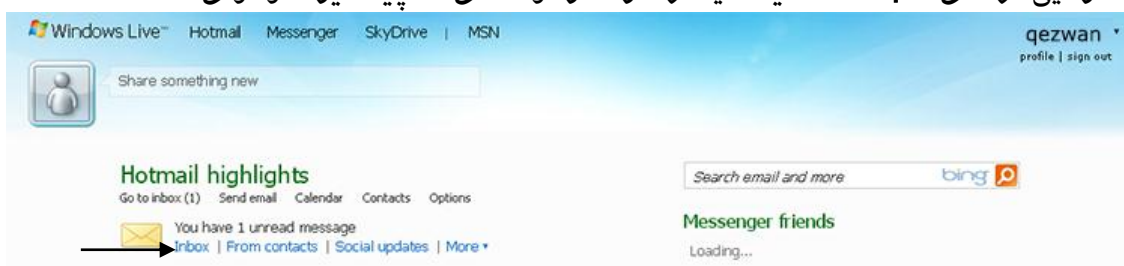 Windows Live™ Hotmail Messenger SkyDrive | MSN
qezwan
profile | sign out
Share something new
Hotmail highlights
Go to inbox (1) Send email Calendar Contacts Options
You have 1 unread message
Inbox | From contacts | Social updates | More
Search email and more bing
Messenger friends
Loading...